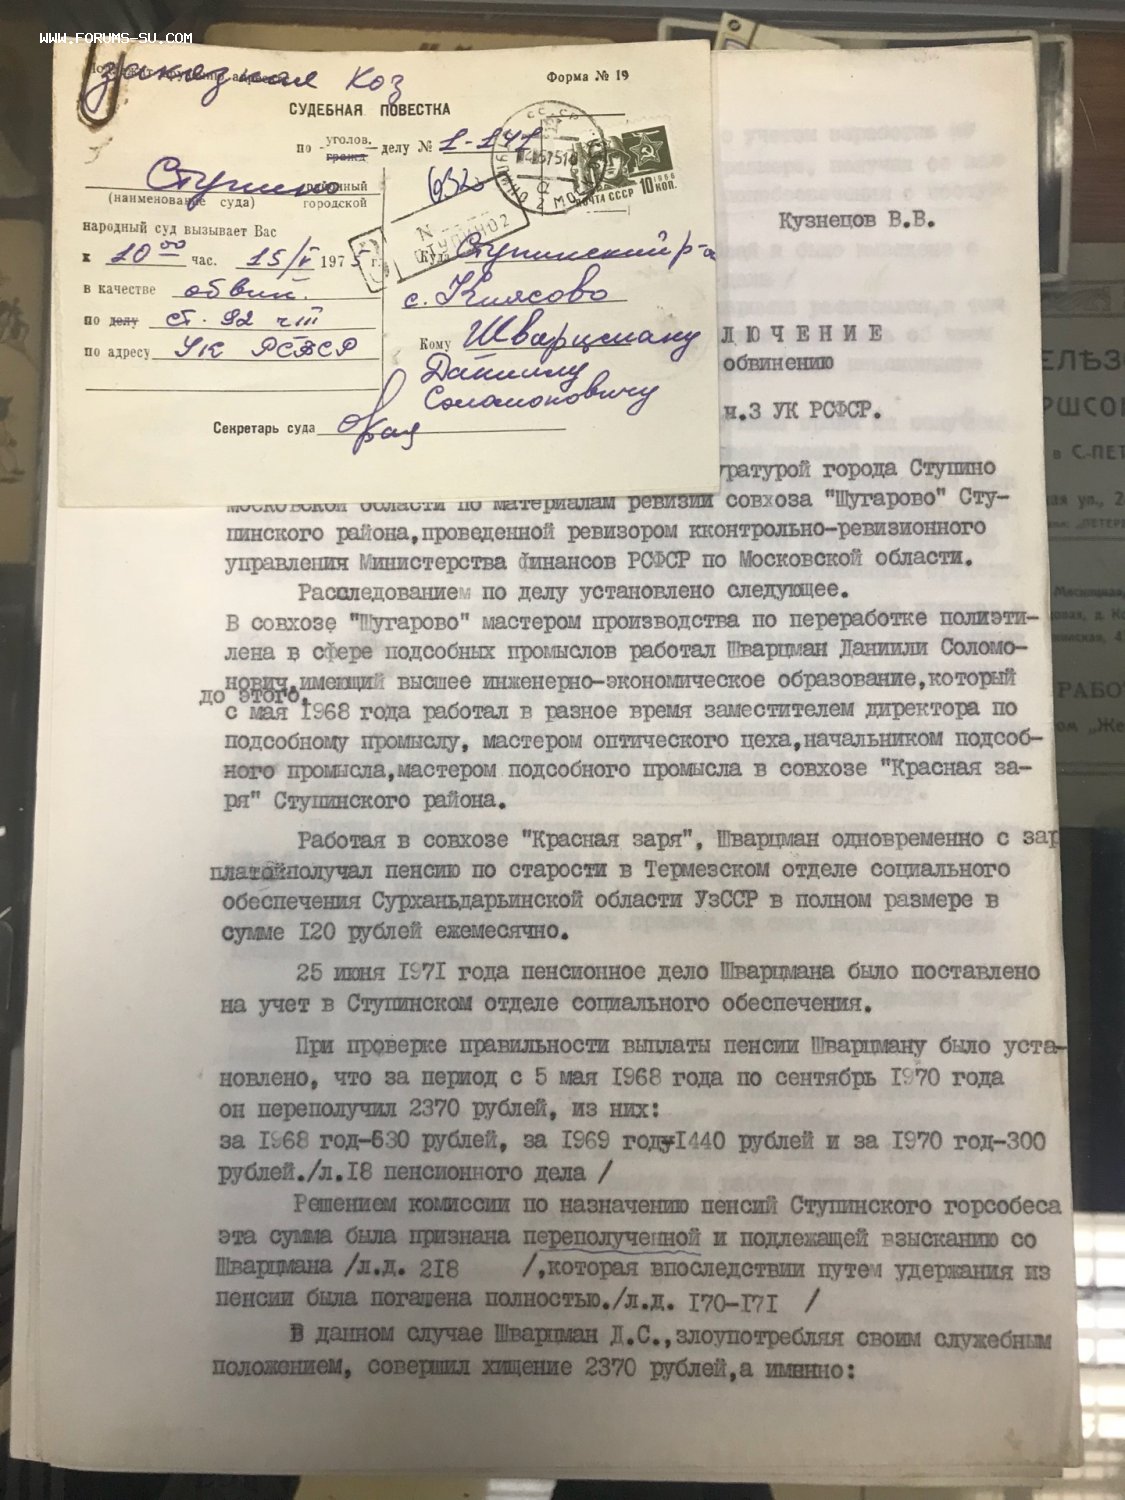 WWW.FORUMS-SU.COM
заказная Коз
Форма № 19
СУДЕБНАЯ ПОВЕСТКА
по уголов. гражд делу № 1-141
Ступино
районный
(наименование суда) городской
народный суд вызывает Вас
к 10 00 час. 15/V 1975 г.
в качестве обвин.
по делу ст. 92 ч III
по адресу УК РСФСР
Секретарь суда
СТУПИНО 2
ПОЧТА СССР 10 КОП.
1966
Куда Ступинский р-н
с. Киясово
Кому Шварцману
Даниилу
Соломоновичу
Кузнецов В.В.
ЛЮЧЕНИЕ
обвинению
н.3 УК РСФСР.
уратурой города Ступино
Московской области по материалам ревизии совхоза "Шугарово" Сту-
пинского района,проведенной ревизором кконтрольно-ревизионного
управления Министерства Финансов РСФСР по Московской области.
Расследованием по делу установлено следующее.
В совхозе "Шугарово" мастером производства по переработке полиэти-
лена в сфере подсобных промыслов работал Шварцман Даниили Соломо-
нович,имеющий высшее инженерно-экономическое образование,который
до этого,
с мая 1968 года работал в разное время заместителем директора по
подсобному промыслу, мастером оптического цеха,начальником подсоб-
ного промысла,мастером подсобного промысла в совхозе "Красная за-
ря" Ступинского района.
Работая в совхозе "Красная заря", Шварцман одновременно с зар
платойполучал пенсию по старости в Термезском отделе социального
обеспечения Сурханьдарьинской области УзССР в полном размере в
сумме 120 рублей ежемесячно.
25 июня 1971 года пенсионное дело Шварцмана было поставлено
на учет в Ступинском отделе социального обеспечения.
При проверке правильности выплаты пенсии Шварцману было уста-
новлено, что за период с 5 мая 1968 года по сентябрь 1970 года
он переполучил 2370 рублей, из них:
за 1968 год-630 рублей, за 1969 год-1440 рублей и за 1970 год-300
рублей./л.18 пенсионного дела /
Решением комиссии по назначению пенсий Ступинского горсобеса
эта сумма была признана переполученной и подлежащей взысканию со
Шварцмана /л.д. 218 /,которая впоследствии путем удержания из
пенсии была погашена полностью./л.д. 170-171 /
В данном случае Шварцман Д.С.,злоупотребляя своим служебным
положением, совершил хищение 2370 рублей,а именно: